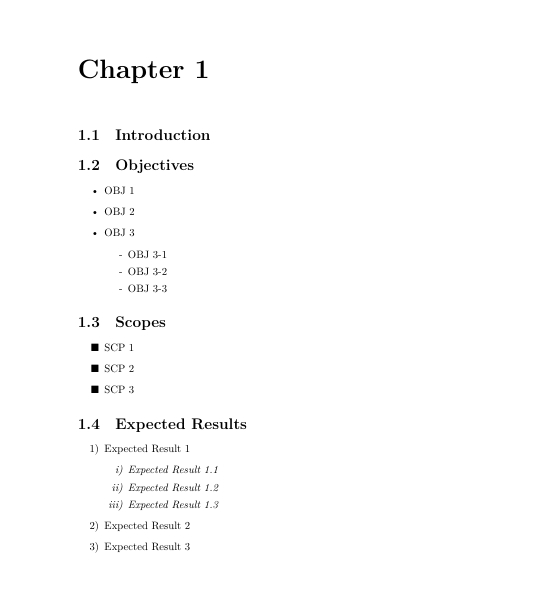 Chapter 1
1.1 Introduction
1.2 Objectives
• OBJ 1
• OBJ 2
• OBJ 3
- OBJ 3-1
- OBJ 3-2
- OBJ 3-3
1.3 Scopes
■ SCP 1
■ SCP 2
■ SCP 3
1.4 Expected Results
1) Expected Result 1
i) Expected Result 1.1
ii) Expected Result 1.2
iii) Expected Result 1.3
2) Expected Result 2
3) Expected Result 3